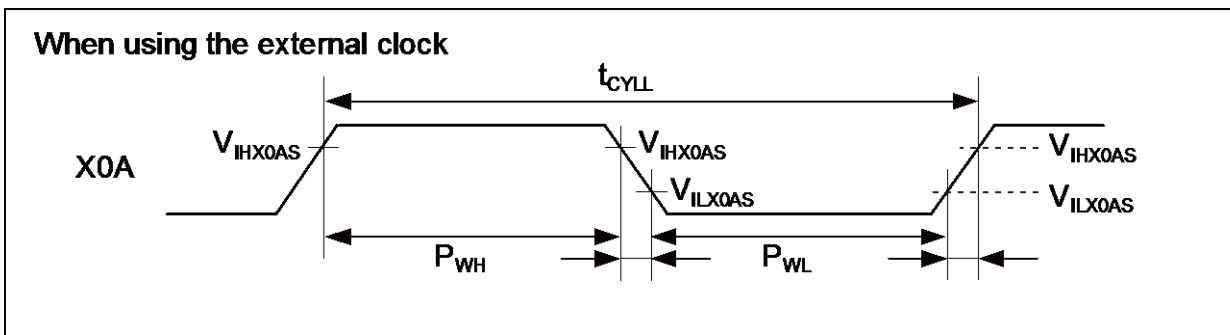 When using the external clock
tCYLL
VIHX0AS
VIHX0AS
VIHX0AS
X0A
VILX0AS
VILX0AS
PWH
PWL